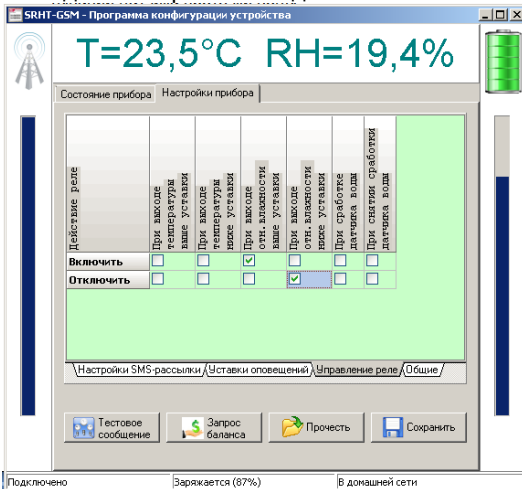 SRHT-GSM - Программа конфигурации устройства
T=23,5°C RH=19,4%
Состояние прибора
Настройки прибора
Действие реле
При выходе
температуры
выше уставки
При выходе
температуры
ниже уставки
При выходе
отн.влажности
выше уставки
При выходе
отн.влажности
ниже уставки
При сработке
датчика воды
При снятии сработки
датчика воды
Включить
Отключить
Настройки SMS-рассылки
Уставки оповещений
Управление реле
Общие
Тестовое
сообщение
Запрос
баланса
Прочесть
Сохранить
Подключено
Заряжается (87%)
В домашней сети